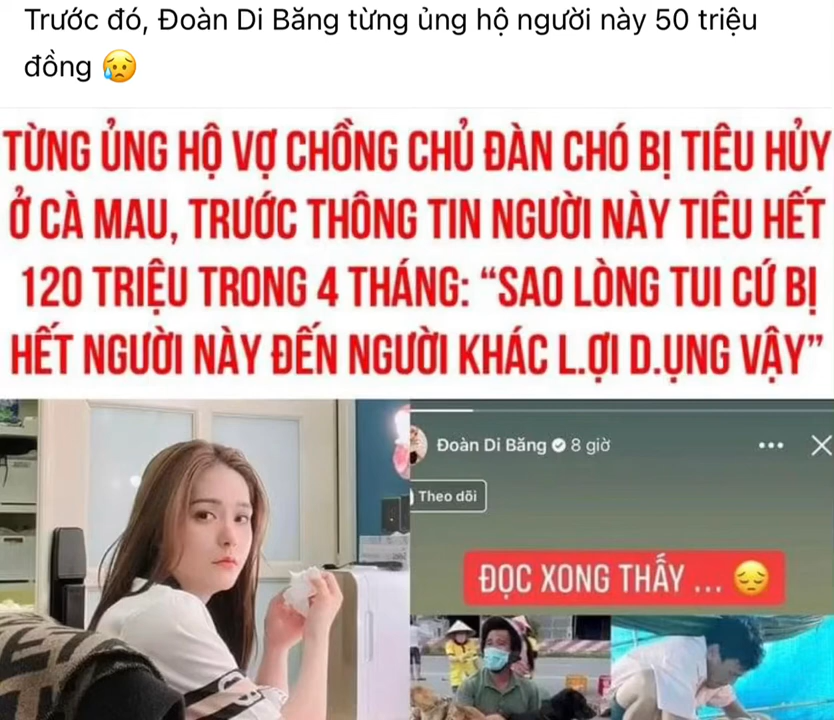 Trước đó, Đoàn Di Băng từng ủng hộ người này 50 triệu
đồng 😥
TỪNG ỦNG HỘ VỢ CHỒNG CHỦ ĐÀN CHÓ BỊ TIÊU HỦY
Ở CÀ MAU, TRƯỚC THÔNG TIN NGƯỜI NÀY TIÊU HẾT
120 TRIỆU TRONG 4 THÁNG: “SAO LÒNG TUI CỨ BỊ
HẾT NGƯỜI NÀY ĐẾN NGƯỜI KHÁC L.ỢI D.ỤNG VẬY”
Đoàn Di Băng 8 giờ
Theo dõi
ĐỌC XONG THẤY ... 😔